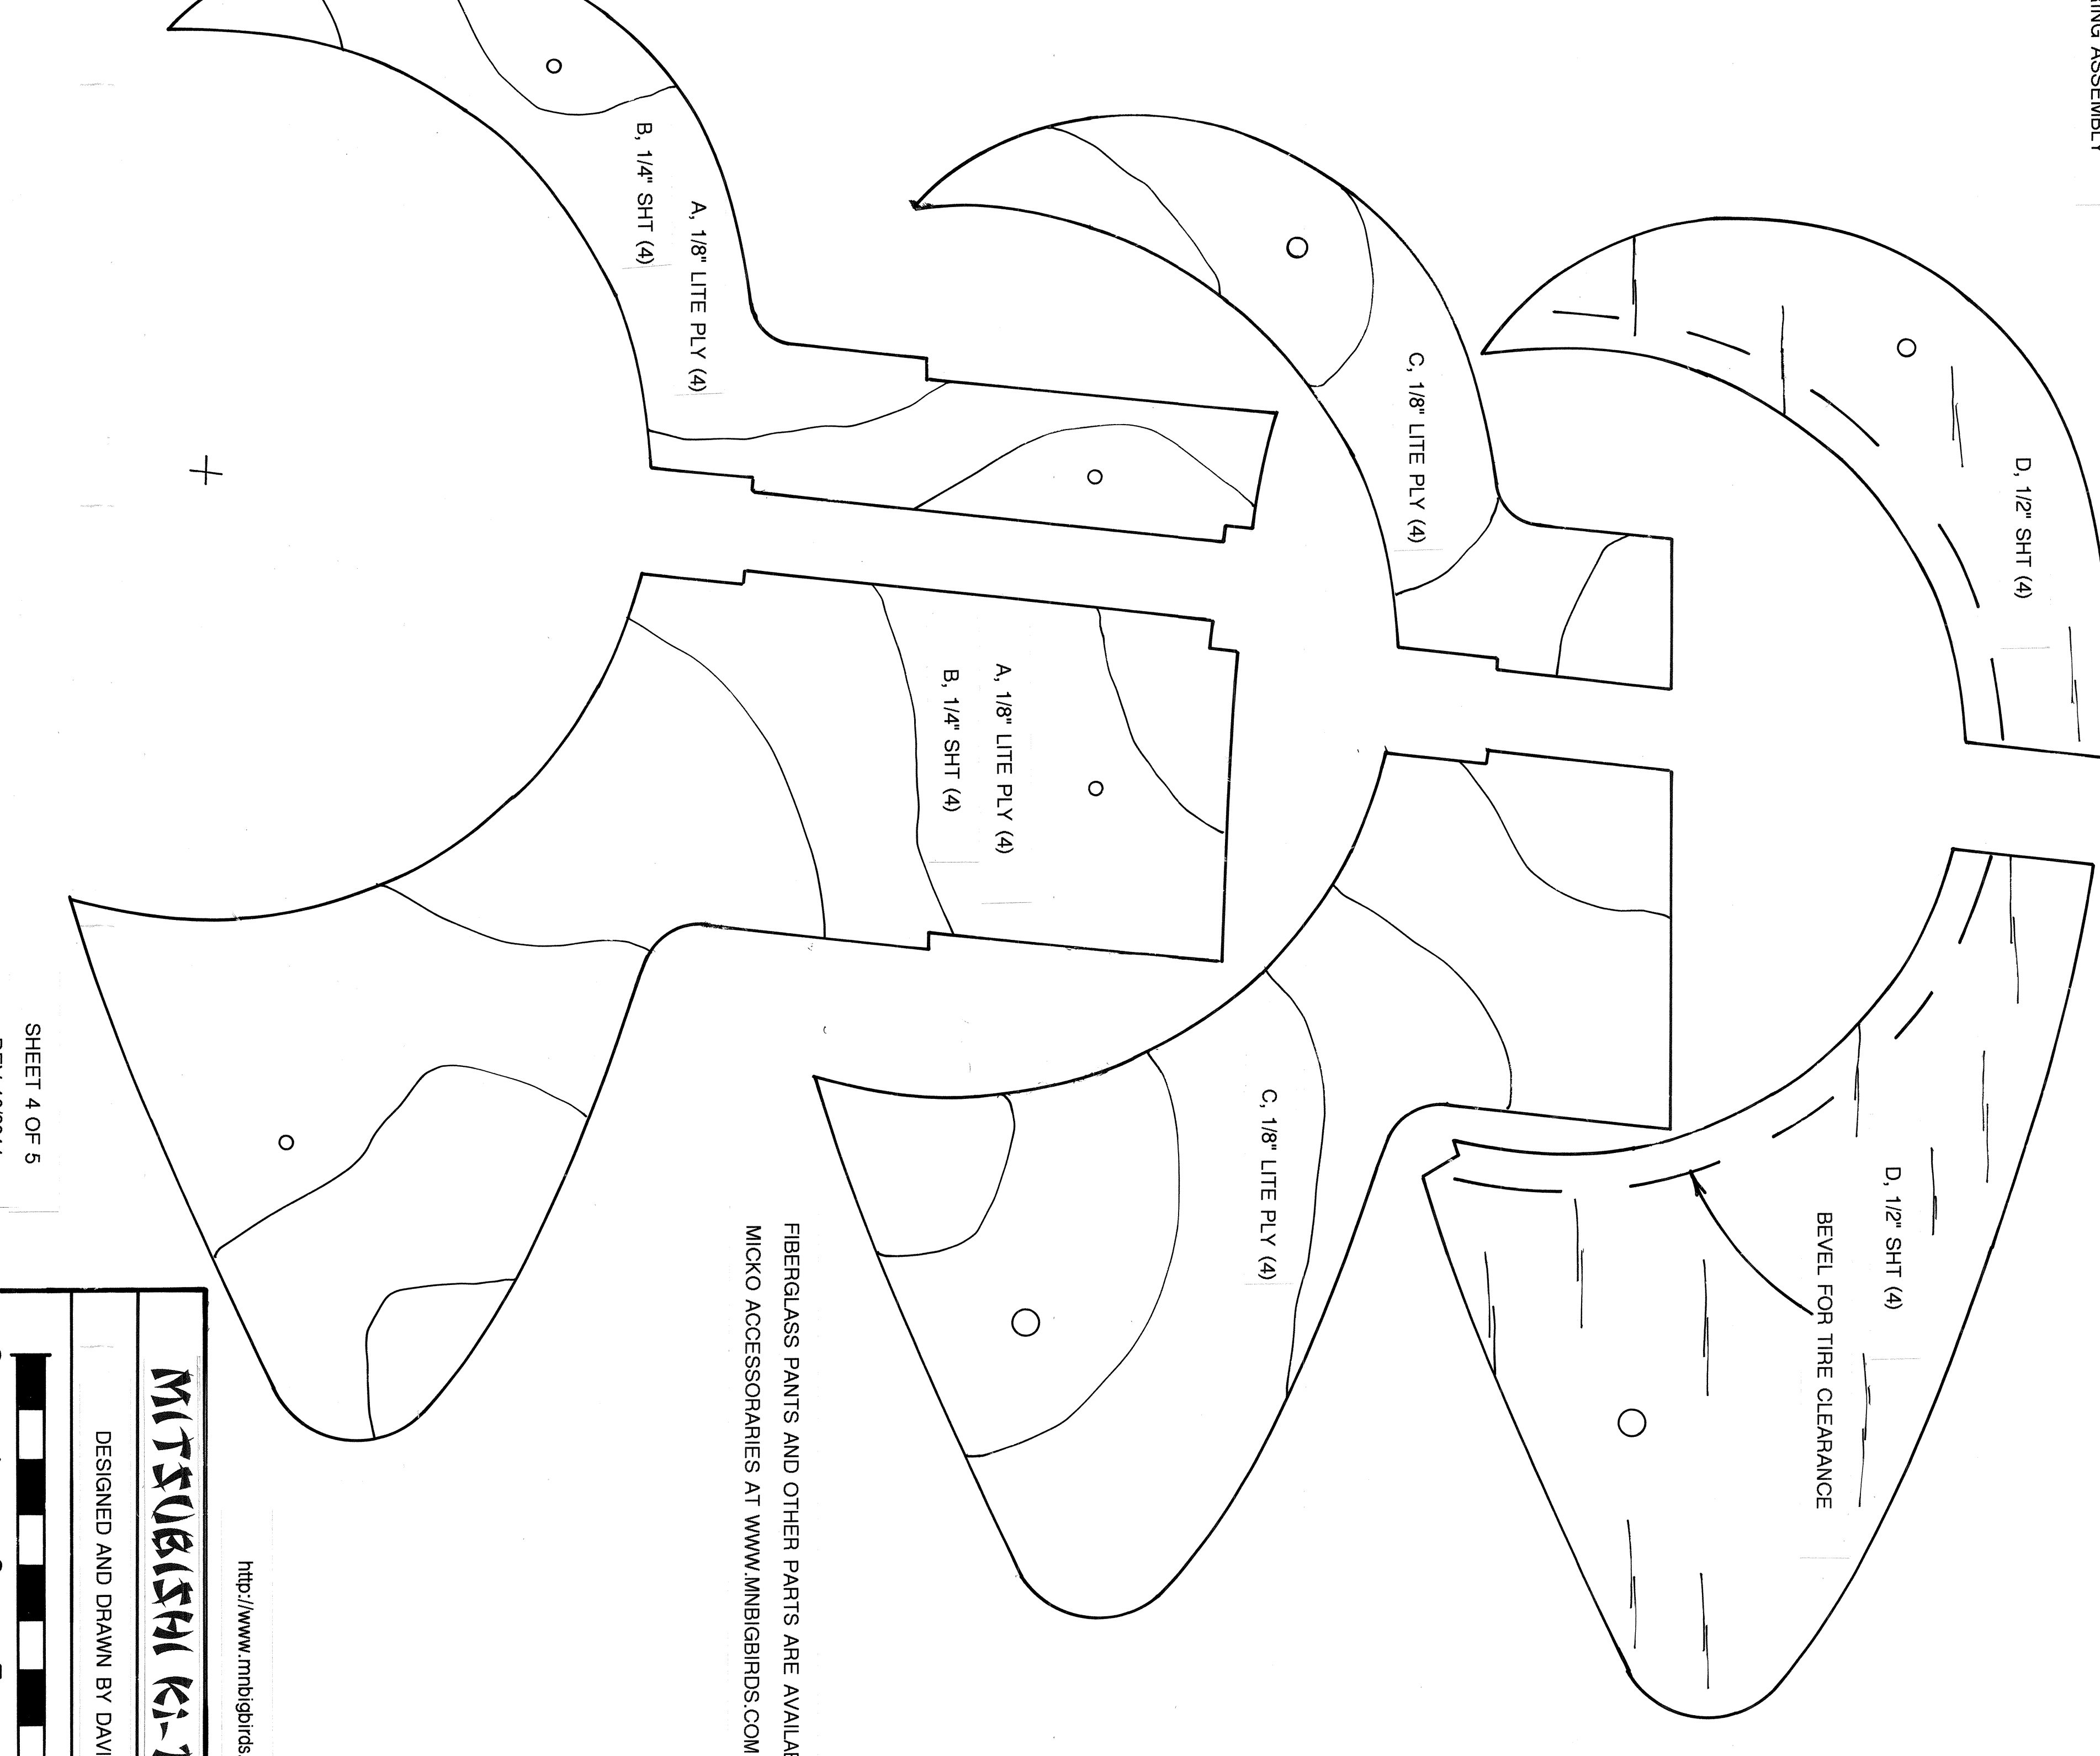 B, 1/4" SHT (4)
A, 1/8" LITE PLY (4)
C, 1/8" LITE PLY (4)
D, 1/2" SHT (4)
ASSEMBLY
A, 1/8" LITE PLY (4)
B, 1/4" SHT (4)
C, 1/8" LITE PLY (4)
D, 1/2" SHT (4)
BEVEL FOR TIRE CLEARANCE
FIBERGLASS PANTS AND OTHER PARTS ARE
MICKO ACCESSORARIES AT WWW.MNBIGBIRDS.COM
SHEET 4 OF 5
http://www.mnbigbirds.
MITSUBISHI Ki-
DESIGNED AND DRAWN BY